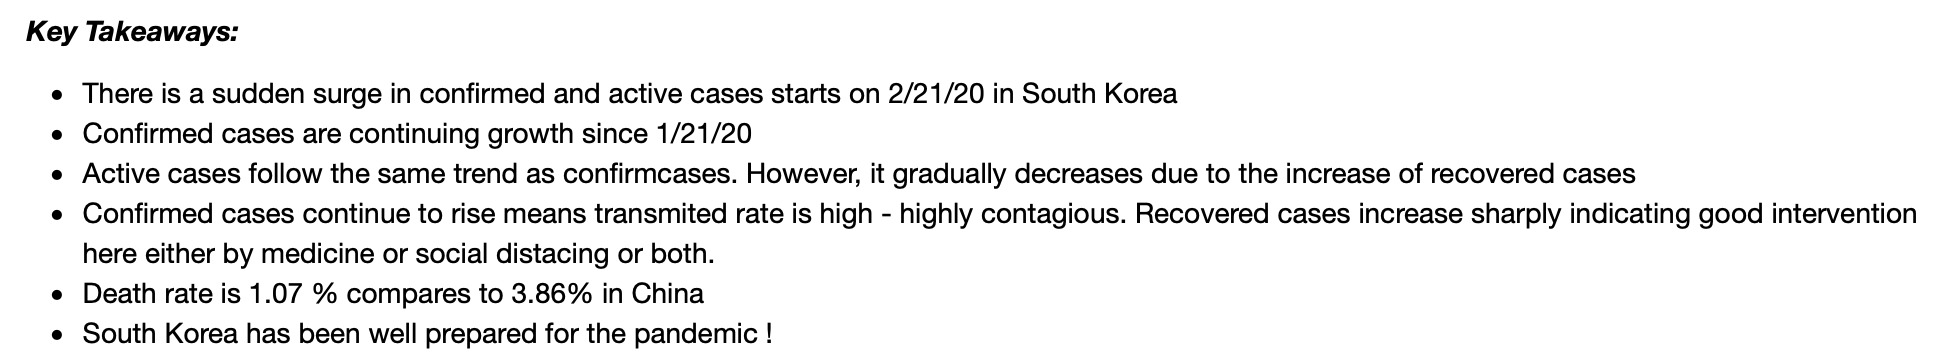 Key Takeaways:
• There is a sudden surge in confirmed and active cases starts on 2/21/20 in South Korea
• Confirmed cases are continuing growth since 1/21/20
• Active cases follow the same trend as confirmcases. However, it gradually decreases due to the increase of recovered cases
• Confirmed cases continue to rise means transmited rate is high - highly contagious. Recovered cases increase sharply indicating good intervention
here either by medicine or social distacing or both.
• Death rate is 1.07 % compares to 3.86% in China
• South Korea has been well prepared for the pandemic !